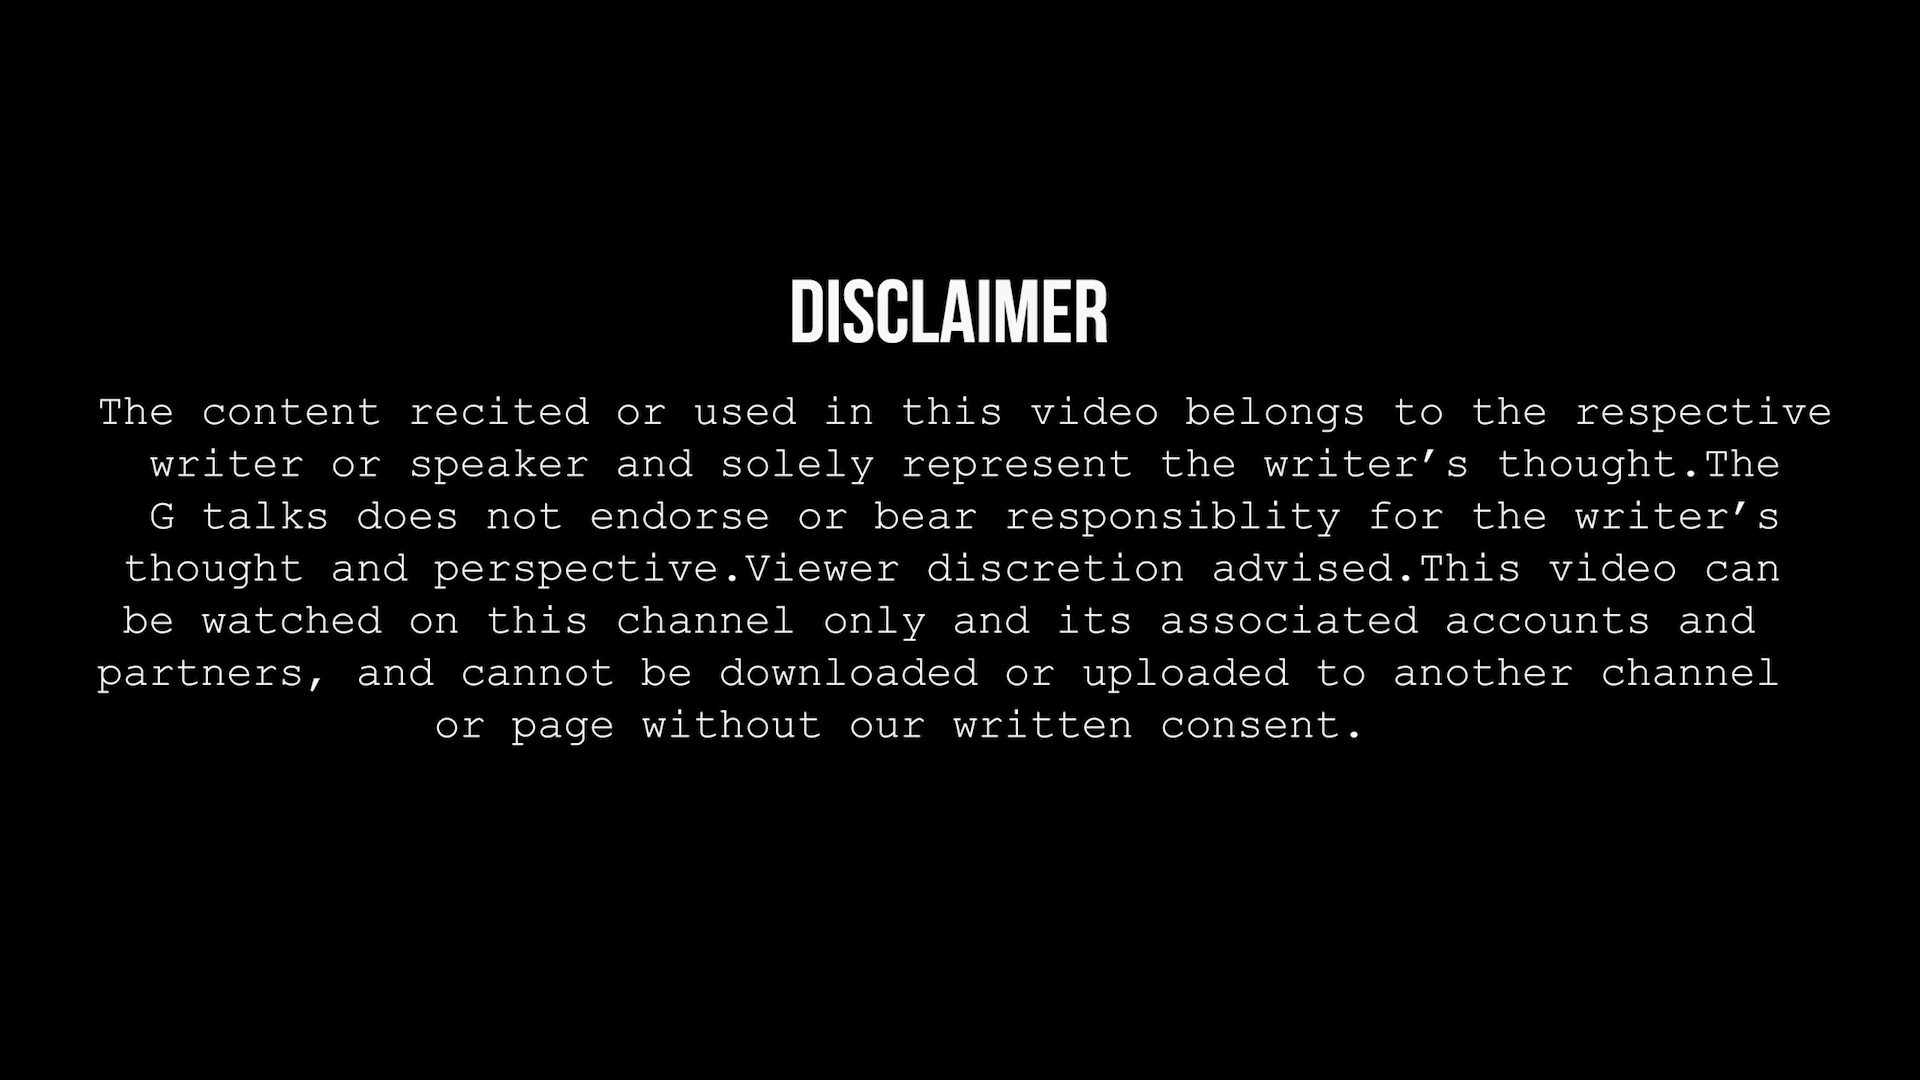 DISCLAIMER
The content recited or used in this video belongs to the respective
writer or speaker and solely represent the writer’s thought.The
G talks does not endorse or bear responsiblity for the writer’s
thought and perspective.Viewer discretion advised.This video can
be watched on this channel only and its associated accounts and
partners, and cannot be downloaded or uploaded to another channel
or page without our written consent.